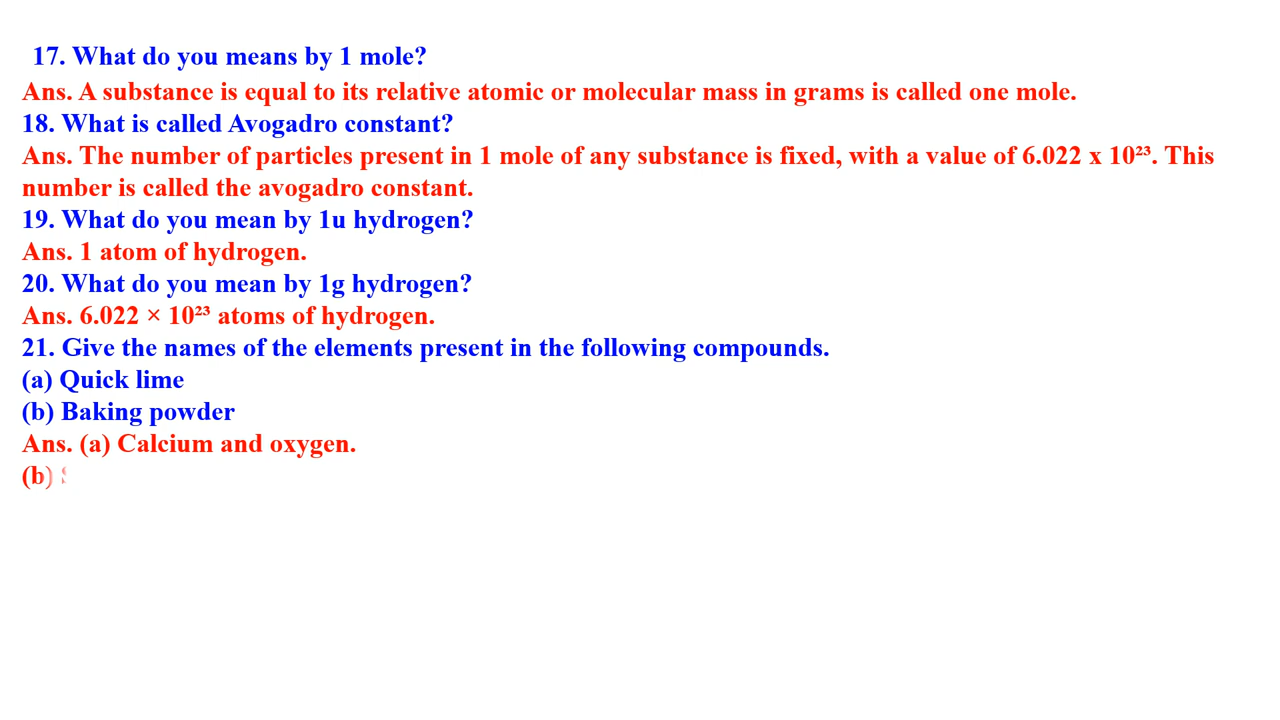 17. What do you means by 1 mole?
Ans. A substance is equal to its relative atomic or molecular mass in grams is called one mole.
18. What is called Avogadro constant?
Ans. The number of particles present in 1 mole of any substance is fixed, with a value of 6.022 x 10²³. This
number is called the avogadro constant.
19. What do you mean by 1u hydrogen?
Ans. 1 atom of hydrogen.
20. What do you mean by 1g hydrogen?
Ans. 6.022 × 10²³ atoms of hydrogen.
21. Give the names of the elements present in the following compounds.
(a) Quick lime
(b) Baking powder
Ans. (a) Calcium and oxygen.
(b)